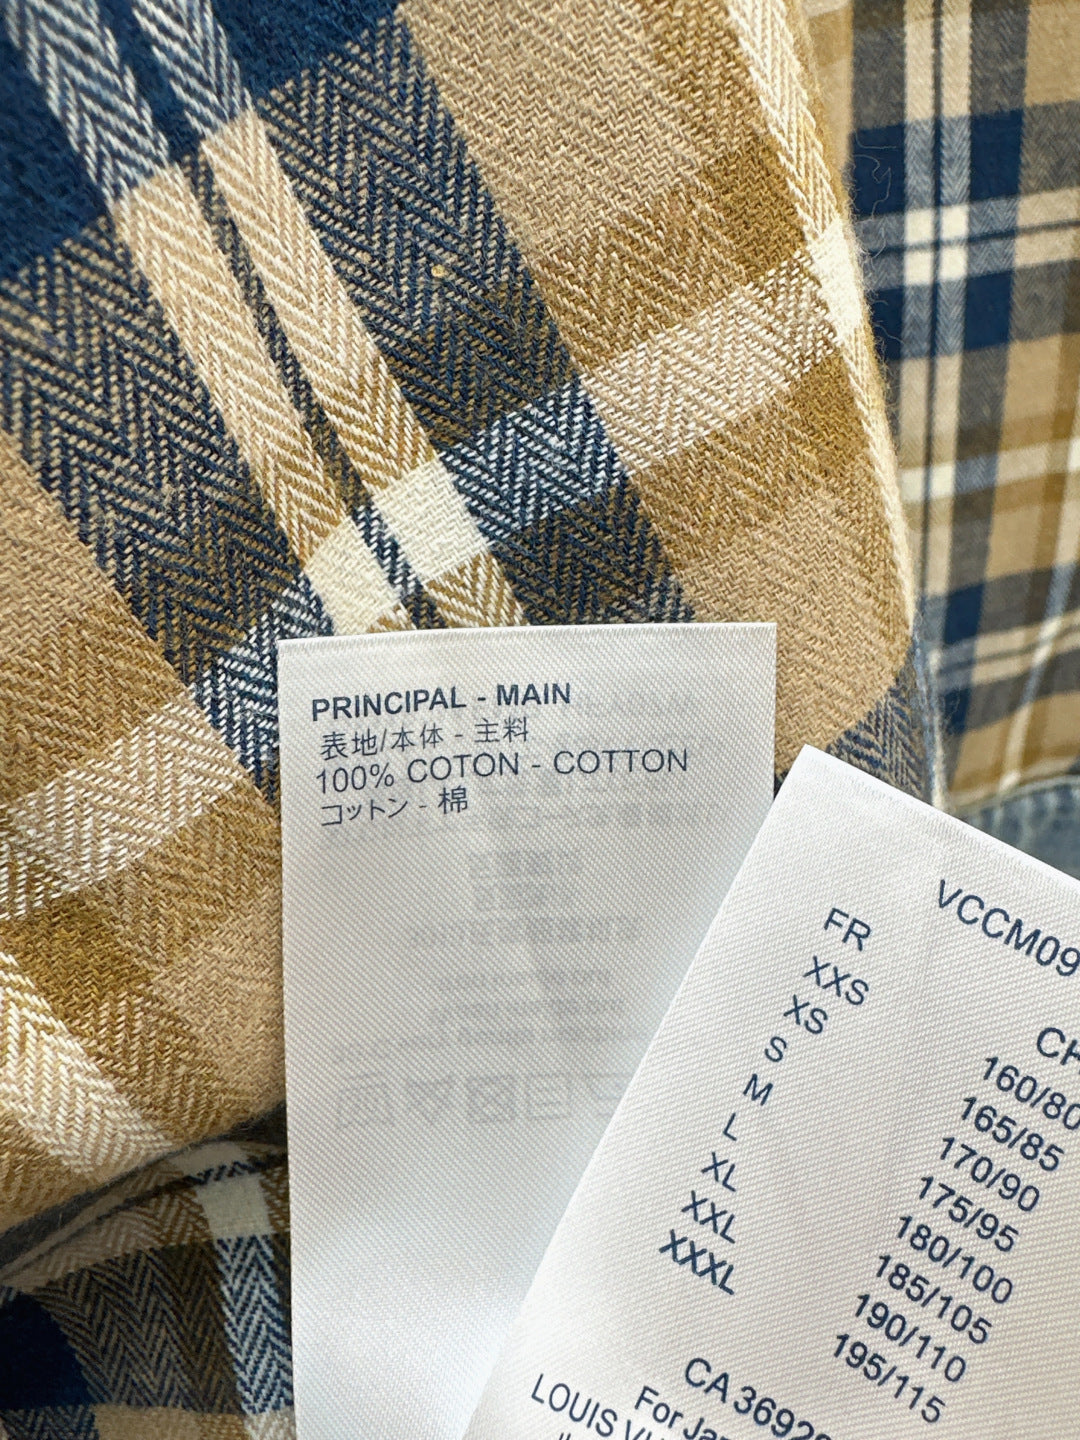 PRINCIPAL - MAIN
表地/本体 - 主料
100% COTON - COTTON
コットン - 棉
VCCM09
FR
XXS 160/80
XS 165/85
S 170/90
M 175/95
L 180/100
XL 185/105
XXL 190/110
XXXL 195/115
CA3692
For
LOUIS